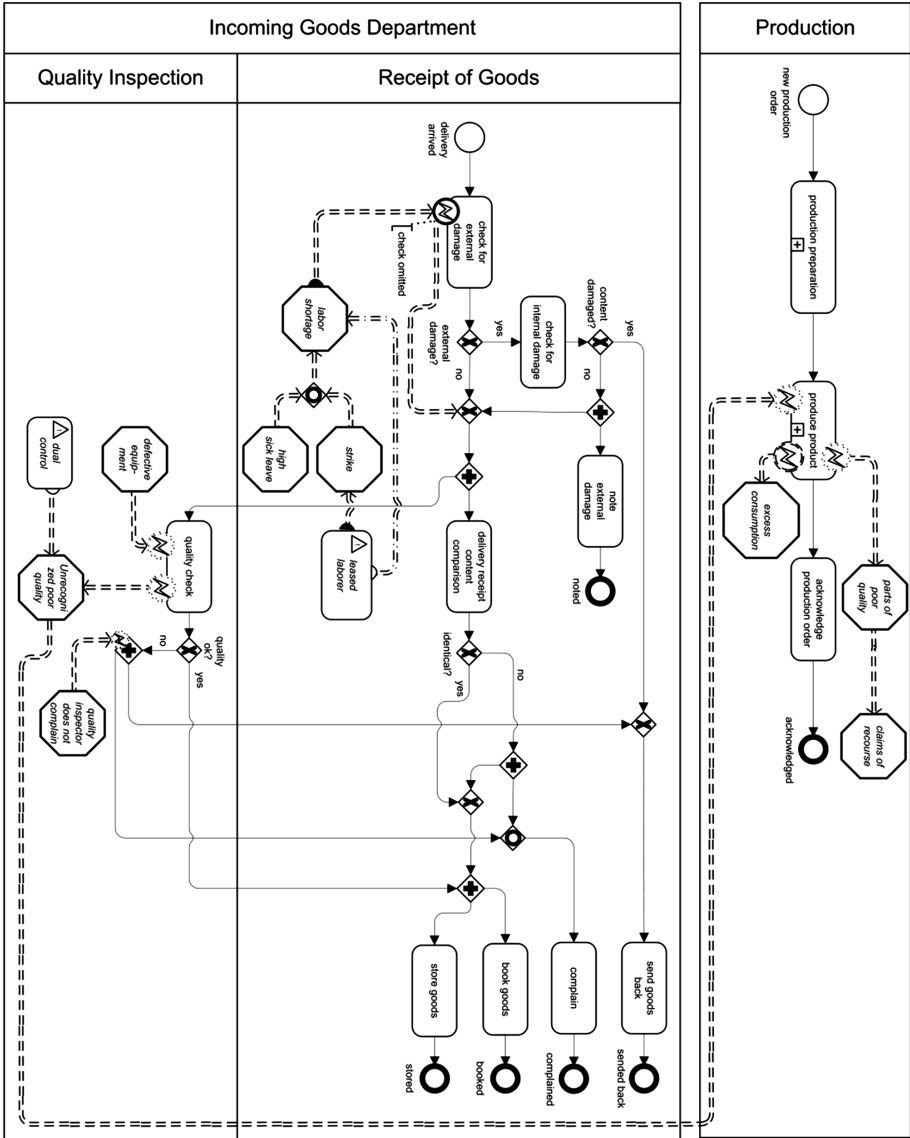 Incoming Goods Department
Production
Quality Inspection
Receipt of Goods
new production
order
production preparation
produce product
excess
consumption
parts of
poor
quality
claims of
recourse
acknowledge
production order
acknowledged
delivery
arrived
check for
external
damage
check omitted
labor
shortage
external
damage?
yes
no
check for
internal damage
content
damaged?
yes
no
note
external
damage
noted
high
sick leave
strike
leased
laborer
delivery receipt
content
comparison
identical?
yes
no
dual
control
defective
equip-
ment
quality check
Unrecogni
zed poor
quality
quality
ok?
no
yes
quality
inspector
does not
complain
store goods
stored
book goods
booked
complain
complained
send goods
back
sended back